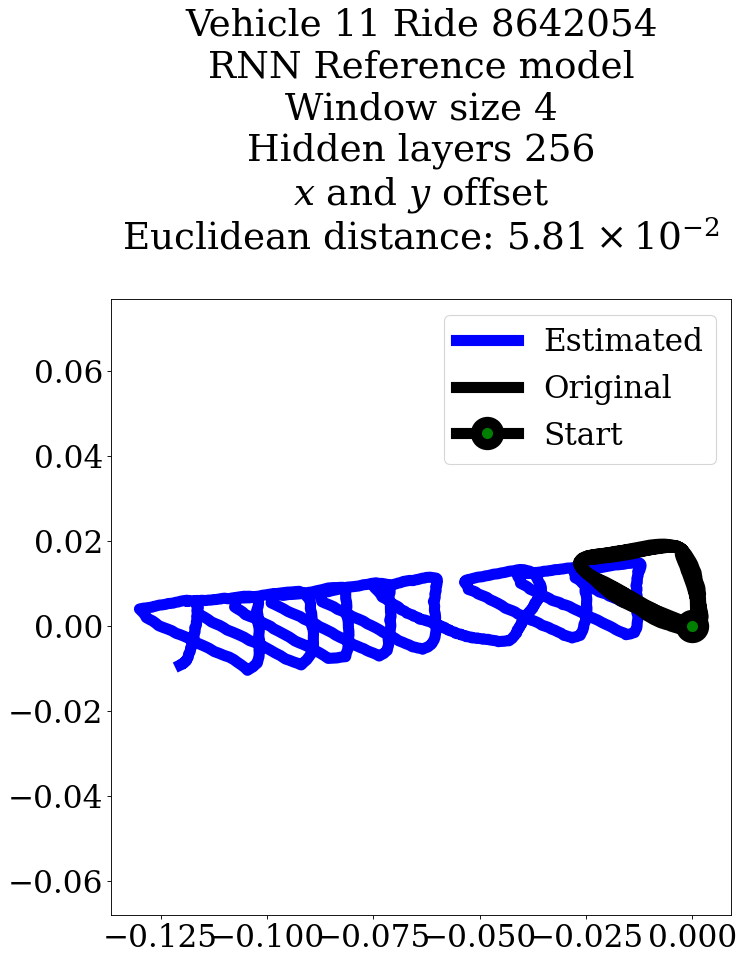 Vehicle 11 Ride 8642054
RNN Reference model
Window size 4
Hidden layers 256
x and y offset
Euclidean distance: 5.81 × 10⁻²
Estimated
Original
Start
0.06
0.04
0.02
0.00
−0.02
−0.04
−0.06
−0.125 −0.100 −0.075 −0.050 −0.025 0.000